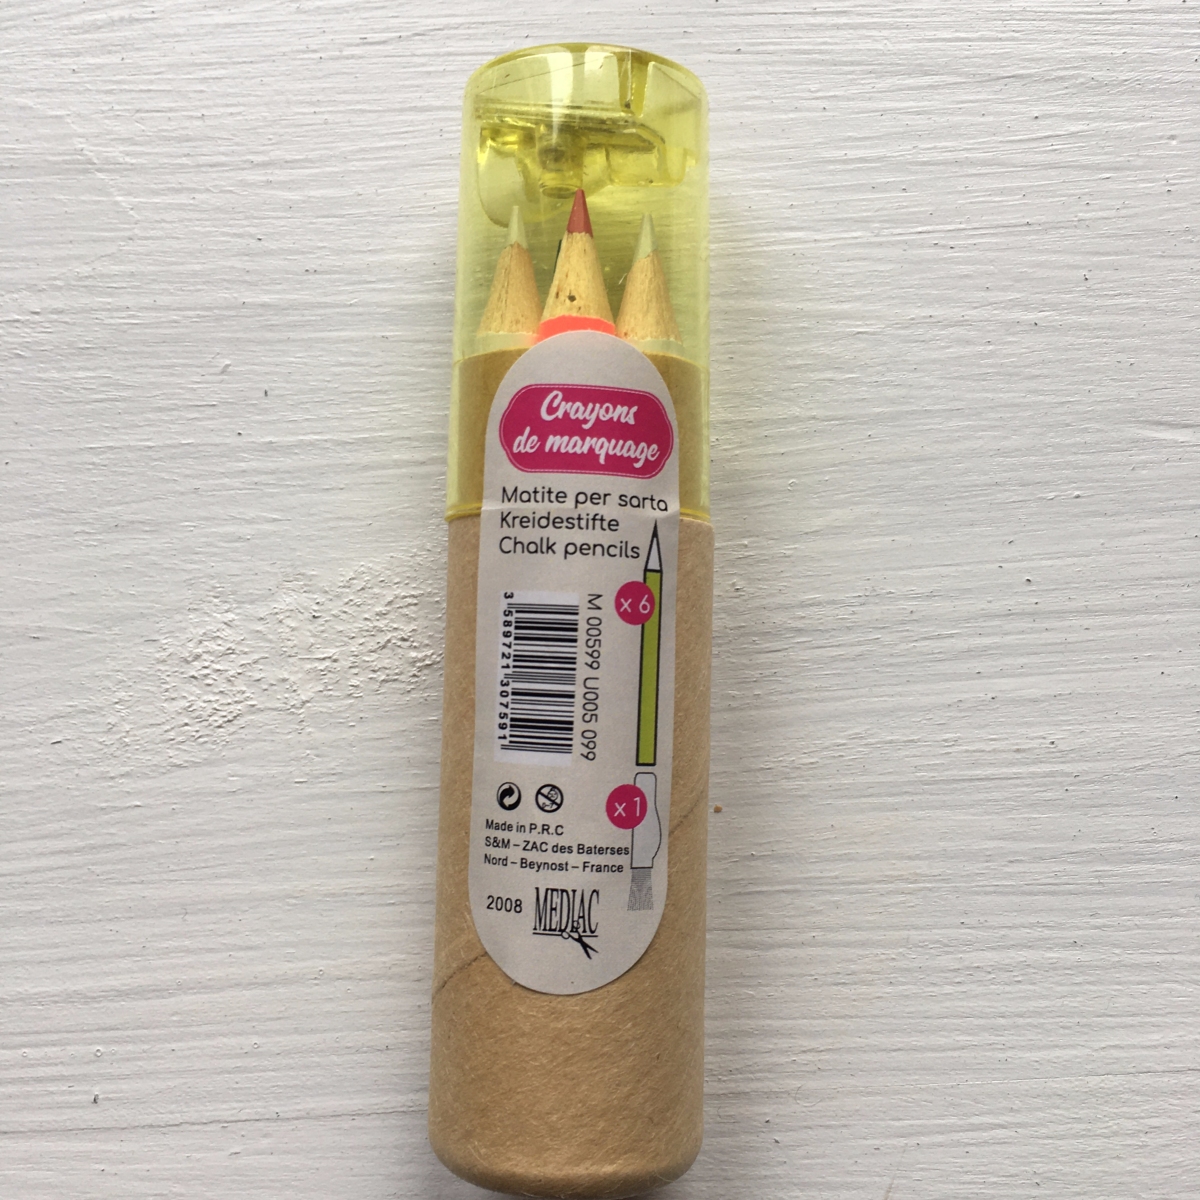 Crayons
de marquage
Matite per sarta
Kreidestifte
Chalk pencils
x 6
M 00599 U005 099
3 589721 307591
x 1
Made in P.R.C
S&M – ZAC des Baterses
Nord – Beynost – France
2008 MEDIAC